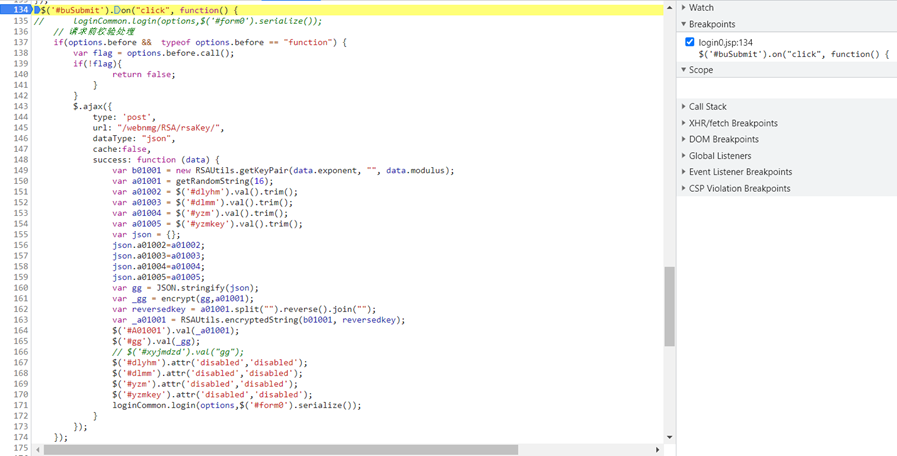 134 $('#buSubmit').on("click", function() {
135 // loginCommon.login(options,$('#form0').serialize());
136 // 请求前校验处理
137 if(options.before && typeof options.before == "function") {
138 var flag = options.before.call();
139 if(!flag){
140 return false;
141 }
142 }
143 $.ajax({
144 type: 'post',
145 url: "/webnmg/RSA/rsaKey/",
146 dataType: "json",
147 cache:false,
148 success: function (data) {
149 var b01001 = new RSAUtils.getKeyPair(data.exponent, "", data.modulus);
150 var a01001 = getRandomString(16);
151 var a01002 = $('#dlyhm').val().trim();
152 var a01003 = $('#dlmm').val().trim();
153 var a01004 = $('#yzm').val().trim();
154 var a01005 = $('#yzmkey').val().trim();
155 var json = {};
156 json.a01002=a01002;
157 json.a01003=a01003;
158 json.a01004=a01004;
159 json.a01005=a01005;
160 var gg = JSON.stringify(json);
161 var _gg = encrypt(gg,a01001);
162 var reversedkey = a01001.split("").reverse().join("");
163 var _a01001 = RSAUtils.encryptedString(b01001, reversedkey);
164 $('#A01001').val(_a01001);
165 $('#gg').val(_gg);
166 // $('#xyjmdzd').val("gg");
167 $('#dlyhm').attr('disabled','disabled');
168 $('#dlmm').attr('disabled','disabled');
169 $('#yzm').attr('disabled','disabled');
170 $('#yzmkey').attr('disabled','disabled');
171 loginCommon.login(options,$('#form0').serialize());
172 }
173 });
174 });
175
Watch
Breakpoints
login0.jsp:134
$('#buSubmit').on("click", function() {
Scope
Call Stack
XHR/fetch Breakpoints
DOM Breakpoints
Global Listeners
Event Listener Breakpoints
CSP Violation Breakpoints